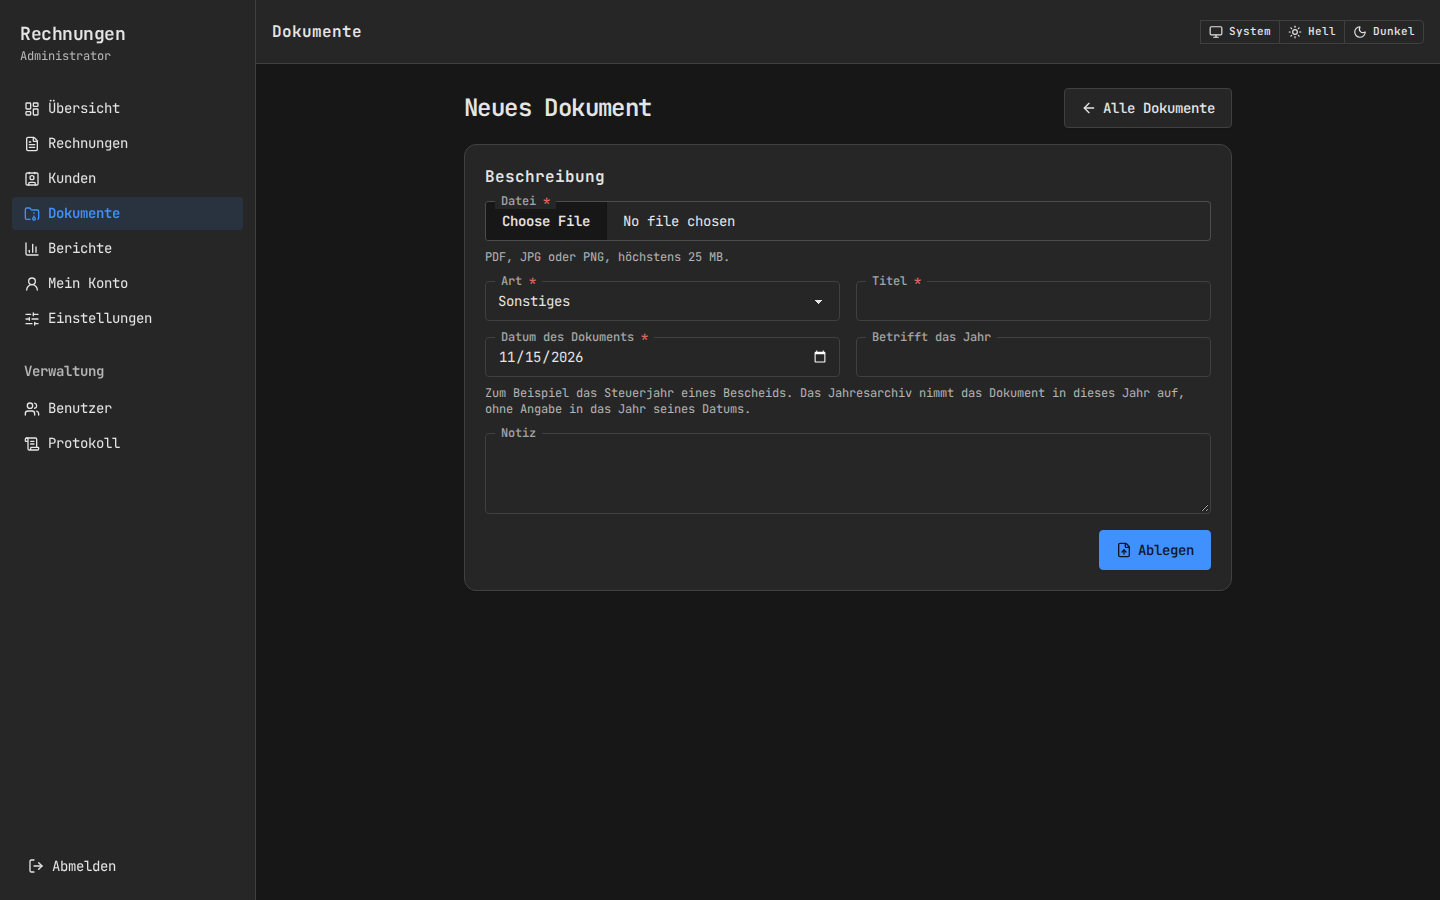 Rechnungen
Administrator
Übersicht
Rechnungen
Kunden
Dokumente
Berichte
Mein Konto
Einstellungen
Verwaltung
Benutzer
Protokoll
Abmelden
Dokumente
System
Hell
Dunkel
Neues Dokument
Alle Dokumente
Beschreibung
Datei *
Choose File No file chosen
PDF, JPG oder PNG, höchstens 25 MB.
Art *
Sonstiges
Titel *
Datum des Dokuments *
11/15/2026
Betrifft das Jahr
Zum Beispiel das Steuerjahr eines Bescheids. Das Jahresarchiv nimmt das Dokument in dieses Jahr auf,
ohne Angabe in das Jahr seines Datums.
Notiz
Ablegen